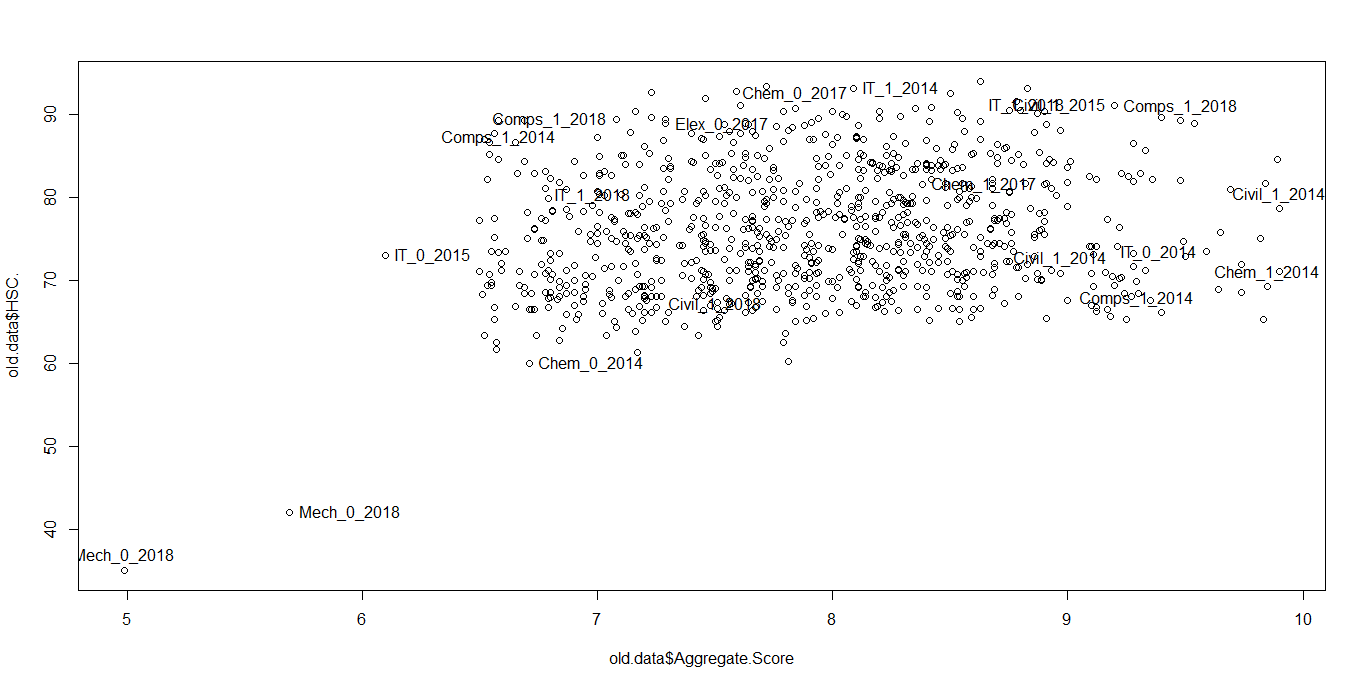 Chem_0_2017
IT_1_2014
Civil_1_2015
Comps_1_2018
Comps_1_2018
Elex_0_2017
Comps_1_2014
Chem_1_2017
IT_1_2018
Civil_1_2014
IT_0_2015
IT_0_2014
Civil_1_2014
Chem_1_2014
Comps_1_2014
Chem_0_2014
Mech_0_2018
Mech_0_2018
old.data$HSC.
90
80
70
60
50
40
5 6 7 8 9 10
old.data$Aggregate.Score